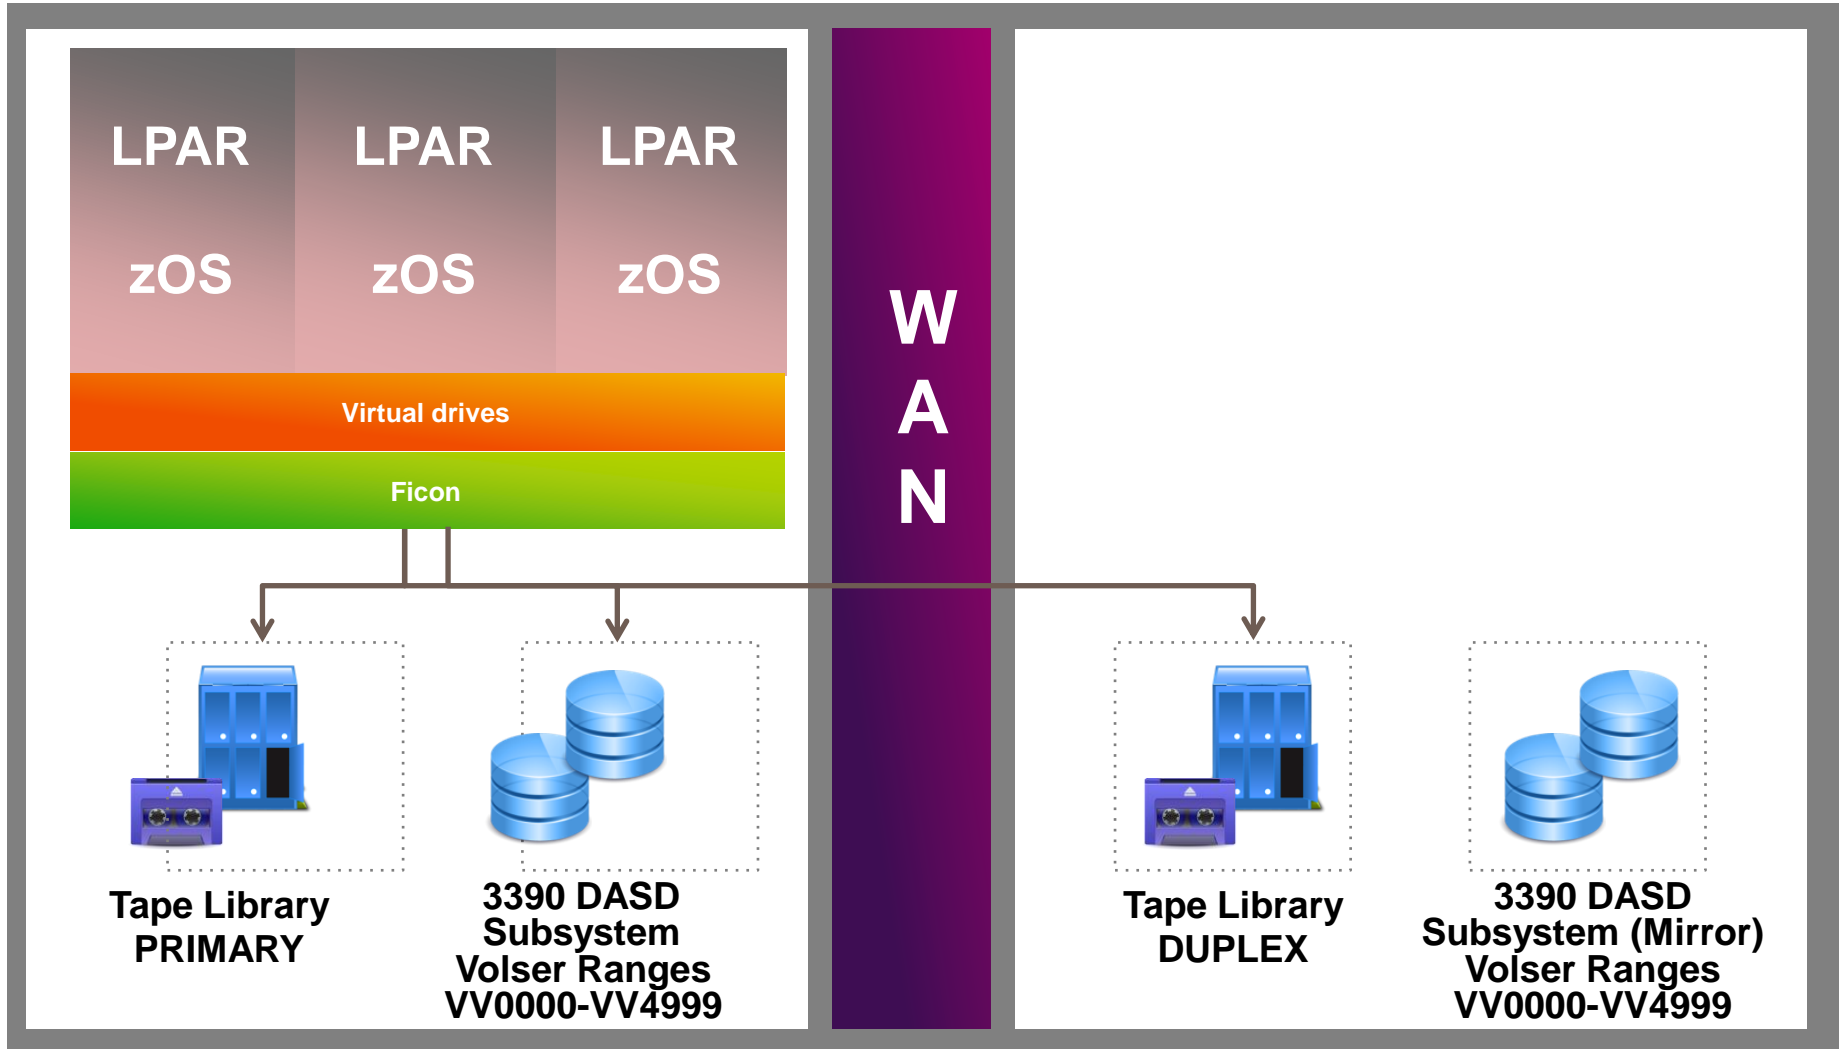 LPAR
zOS
LPAR
zOS
LPAR
zOS
Virtual drives
Ficon
W
A
N
Tape Library
PRIMARY
3390 DASD
Subsystem
Volser Ranges
VV0000-VV4999
Tape Library
DUPLEX
3390 DASD
Subsystem (Mirror)
Volser Ranges
VV0000-VV4999